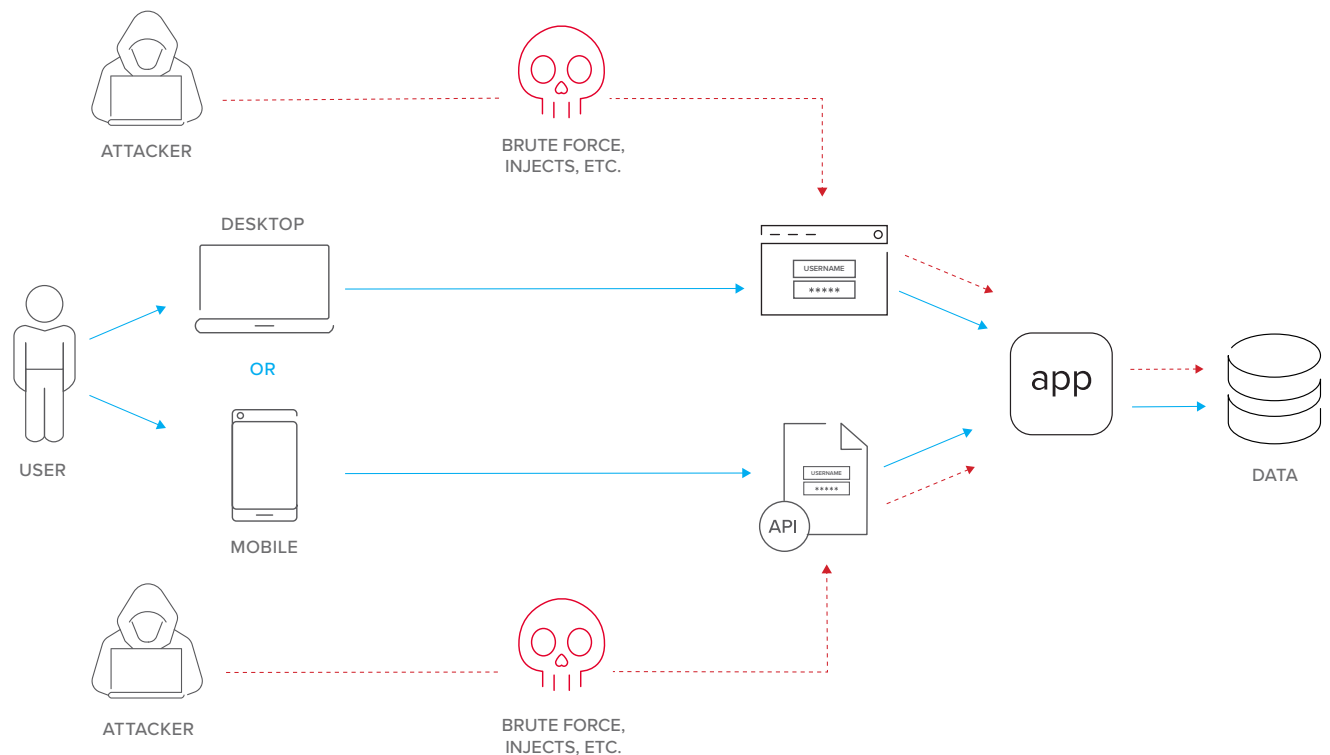 ATTACKER
BRUTE FORCE,
INJECTS, ETC.
DESKTOP
USERNAME
*****
USER
OR
app
MOBILE
USERNAME
*****
API
DATA
ATTACKER
BRUTE FORCE,
INJECTS, ETC.